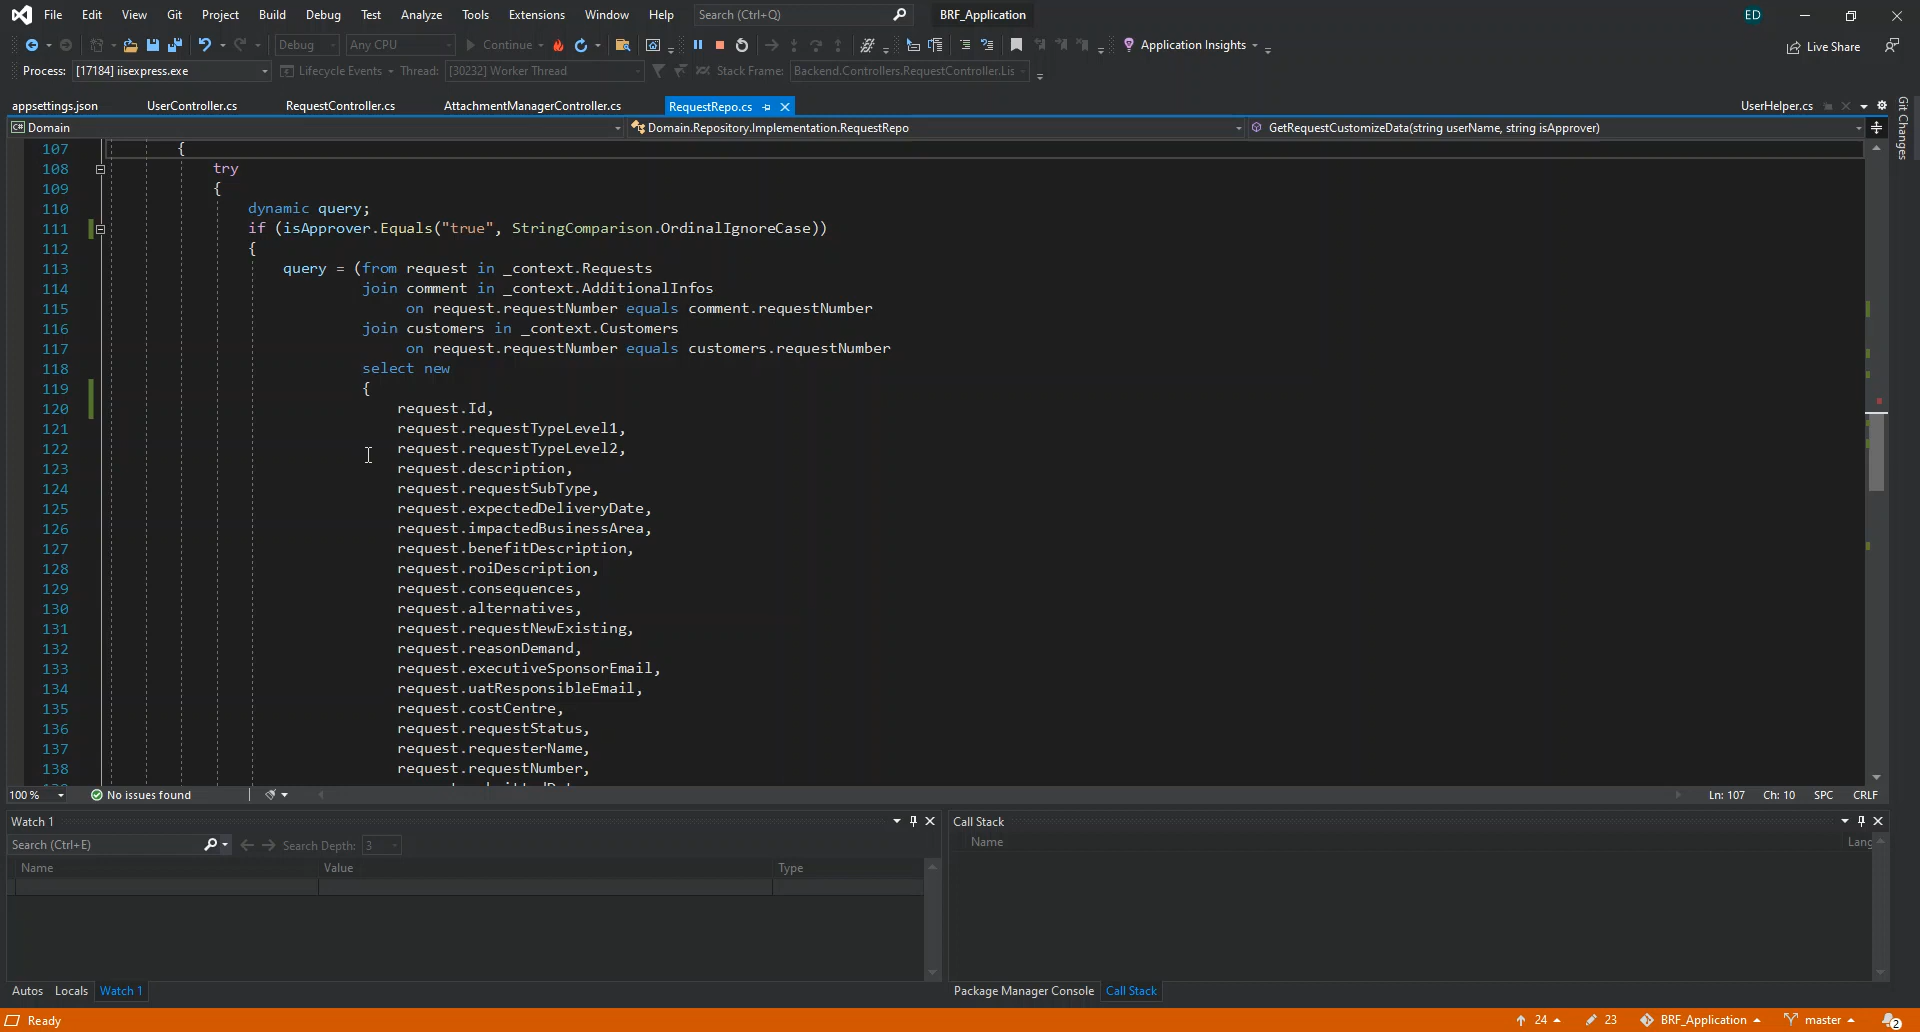 File Edit View Git Project Build Debug Test Analyze Tools Extensions Window Help Search (Ctrl+Q) BRF_Application ED
Debug Any CPU Continue Application Insights Live Share
Process: [17184] iisexpress.exe Lifecycle Events Thread: [30232] Worker Thread Stack Frame: Backend.Controllers.RequestController.Lis
appsettings.json UserController.cs RequestController.cs AttachmentManagerController.cs RequestRepo.cs UserHelper.cs
Git Changes
C# Domain Domain.Repository.Implementation.RequestRepo GetRequestCustomizeData(string userName, string isApprover)
107 {
108 try
109 {
110 dynamic query;
111 if (isApprover.Equals("true", StringComparison.OrdinalIgnoreCase))
112 {
113 query = (from request in _context.Requests
114 join comment in _context.AdditionalInfos
115 on request.requestNumber equals comment.requestNumber
116 join customers in _context.Customers
117 on request.requestNumber equals customers.requestNumber
118 select new
119 {
120 request.Id,
121 request.requestTypeLevel1,
122 request.requestTypeLevel2,
123 request.description,
124 request.requestSubType,
125 request.expectedDeliveryDate,
126 request.impactedBusinessArea,
127 request.benefitDescription,
128 request.roiDescription,
129 request.consequences,
130 request.alternatives,
131 request.requestNewExisting,
132 request.reasonDemand,
133 request.executiveSponsorEmail,
134 request.uatResponsibleEmail,
135 request.costCentre,
136 request.requestStatus,
137 request.requesterName,
138 request.requestNumber,
100 % No issues found Ln: 107 Ch: 10 SPC CRLF
Watch 1
Search (Ctrl+E) Search Depth: 3
Name Value Type
Call Stack
Name Lang
Autos Locals Watch 1
Package Manager Console Call Stack
Ready 24 23 BRF_Application master 2